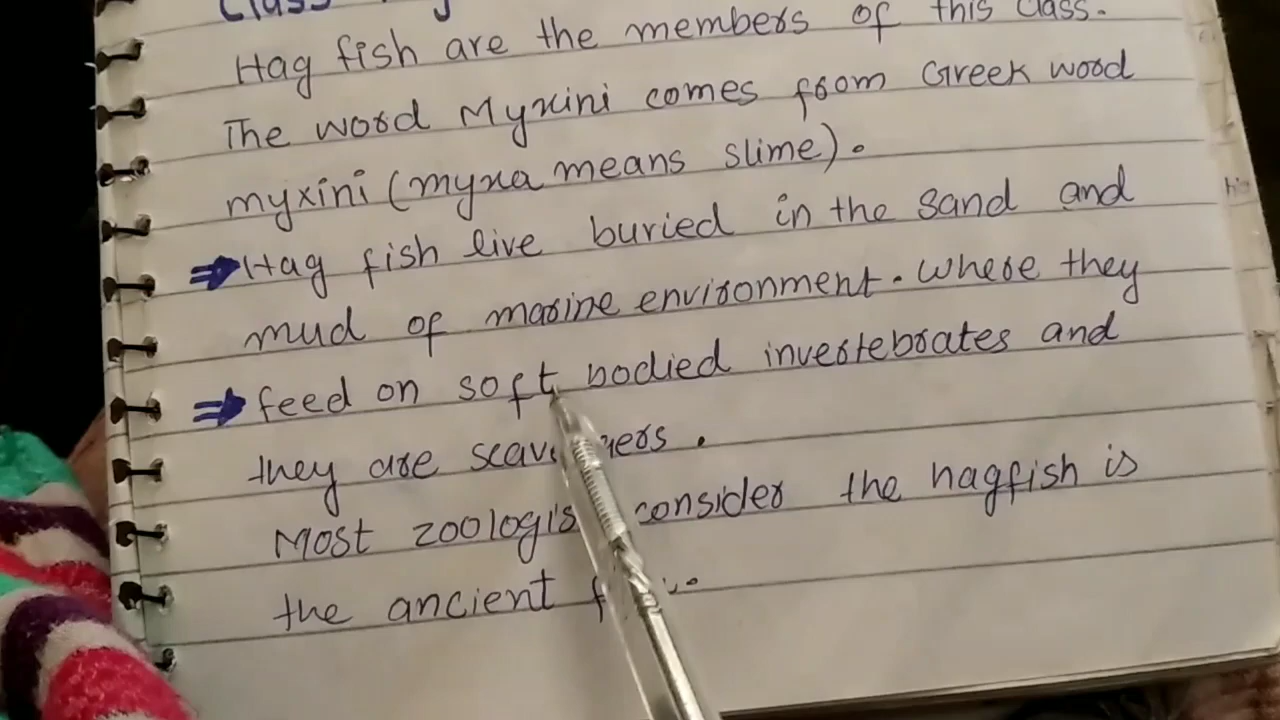 Class
Hag fish are the members of this class.
The word Myxini comes from Greek word
myxini (myxa means slime).
⇒ Hag fish live buried in the sand and
mud of marine environment. Where they
⇒ feed on soft bodied invertebrates and
they are
Most consider the hagfish is
the ancient